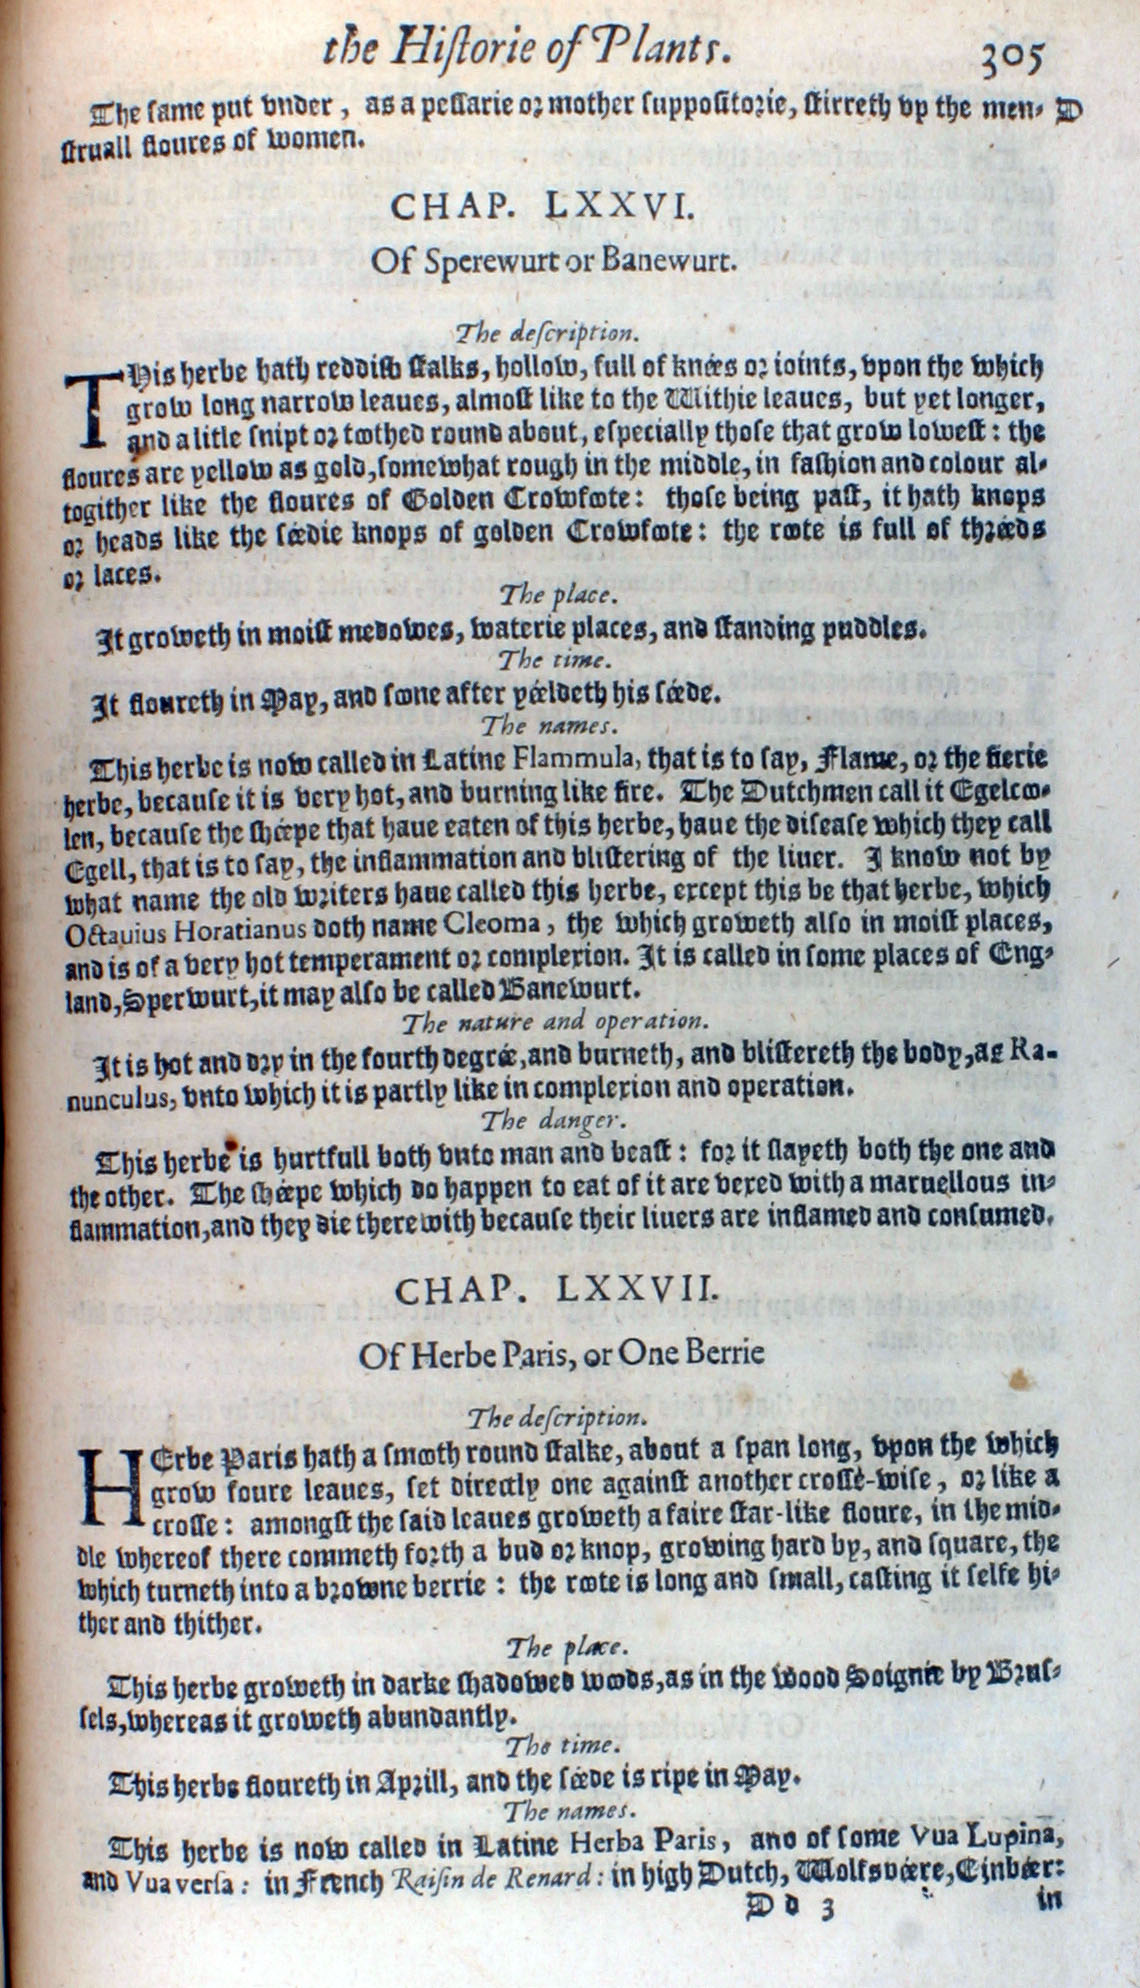 the Hiſtorie of Plants. 305
The ſame put vnder, as a peſſarie or mother ſuppoſitorie, ſtirreth vp the men- D
ſtruall floures of women.
CHAP. LXXVI.
Of Sperewurt or Banewurt.
The deſcription.
THis herbe hath reddiſh ſtalks, hollow, full of knées or ioints, vpon the which
grow long narrow leaues, almoſt like to the Withie leaues, but yet longer,
and a litle ſnipt or toothed round about, eſpecially thoſe that grow loweſt: the
floures are yellow as gold, ſomewhat rough in the middle, in faſhion and colour al-
togither like the floures of Golden Crowfoote: thoſe being paſt, it hath knops
or heads like the ſéedie knops of golden Crowfoote: the roote is full of thréeds
or laces.
The place.
It groweth in moiſt medowes, waterie places, and ſtanding puddles.
The time.
It floureth in May, and ſoone after yéeldeth his ſéede.
The names.
This herbe is now called in Latine Flammula, that is to ſay, Flame, or the fierie
herbe, becauſe it is very hot, and burning like fire. The Dutchmen call it Egelcoo-
len, becauſe the ſhéepe that haue eaten of this herbe, haue the diſeaſe which they call
Egell, that is to ſay, the inflammation and bliſtering of the liuer. I know not by
what name the old writers haue called this herbe, except this be that herbe, which
Octauius Horatianus doth name Cleoma, the which groweth alſo in moiſt places,
and is of a very hot temperament or complexion. It is called in ſome places of Eng-
land, Sperwurt, it may alſo be called Banewurt.
The nature and operation.
It is hot and dry in the fourth degrée, and burneth, and bliſtereth the body, as Ra-
nunculus, vnto which it is partly like in complexion and operation.
The danger.
This herbe is hurtfull both vnto man and beaſt: for it ſlayeth both the one and
the other. The ſhéepe which do happen to eat of it are vexed with a maruellous in-
flammation, and they die therewith becauſe their liuers are inflamed and conſumed.
CHAP. LXXVII.
Of Herbe Paris, or One Berrie
The deſcription.
HErbe Paris hath a ſmooth round ſtalke, about a ſpan long, vpon the which
grow foure leaues, ſet directly one againſt another croſſe-wiſe, or like a
croſſe: amongſt the ſaid leaues groweth a faire ſtar-like floure, in the mid-
dle whereof there commeth forth a bud or knop, growing hard by, and ſquare, the
which turneth into a browne berrie: the roote is long and ſmall, caſting it ſelfe hi-
ther and thither.
The place.
This herbe groweth in darke ſhadowed woods, as in the wood Soignie by Bruſ-
ſels, whereas it groweth abundantly.
The time.
This herbe floureth in Aprill, and the ſéede is ripe in May.
The names.
This herbe is now called in Latine Herba Paris, and of ſome Vua Lupina,
and Vua verſa: in French Raiſin de Renard: in high Dutch, Wolfsbéere, Einbéer:
Dd 3 in